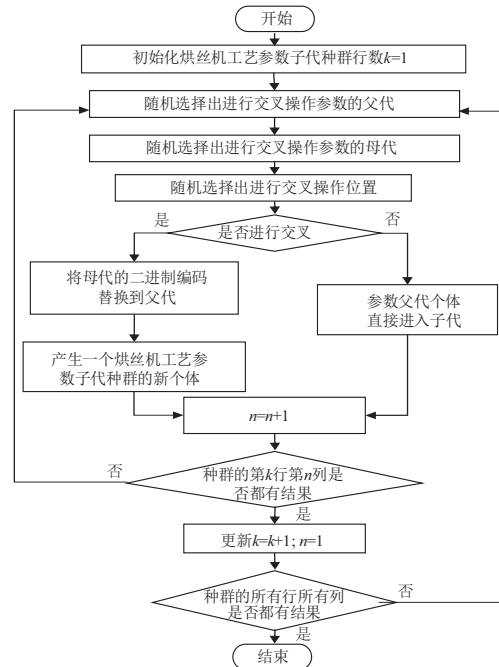 开始
初始化烘丝机工艺参数子代种群行数k=1
随机选择出进行交叉操作参数的父代
随机选择出进行交叉操作参数的母代
随机选择出进行交叉操作位置
是
是否进行交叉
否
将母代的二进制编码
替换到父代
参数父代个体
直接进入子代
产生一个烘丝机工艺参
数子代种群的新个体
n=n+1
否
种群的第k行第n列是
否都有结果
是
更新k=k+1; n=1
种群的所有行所有列
是否都有结果
否
是
结束